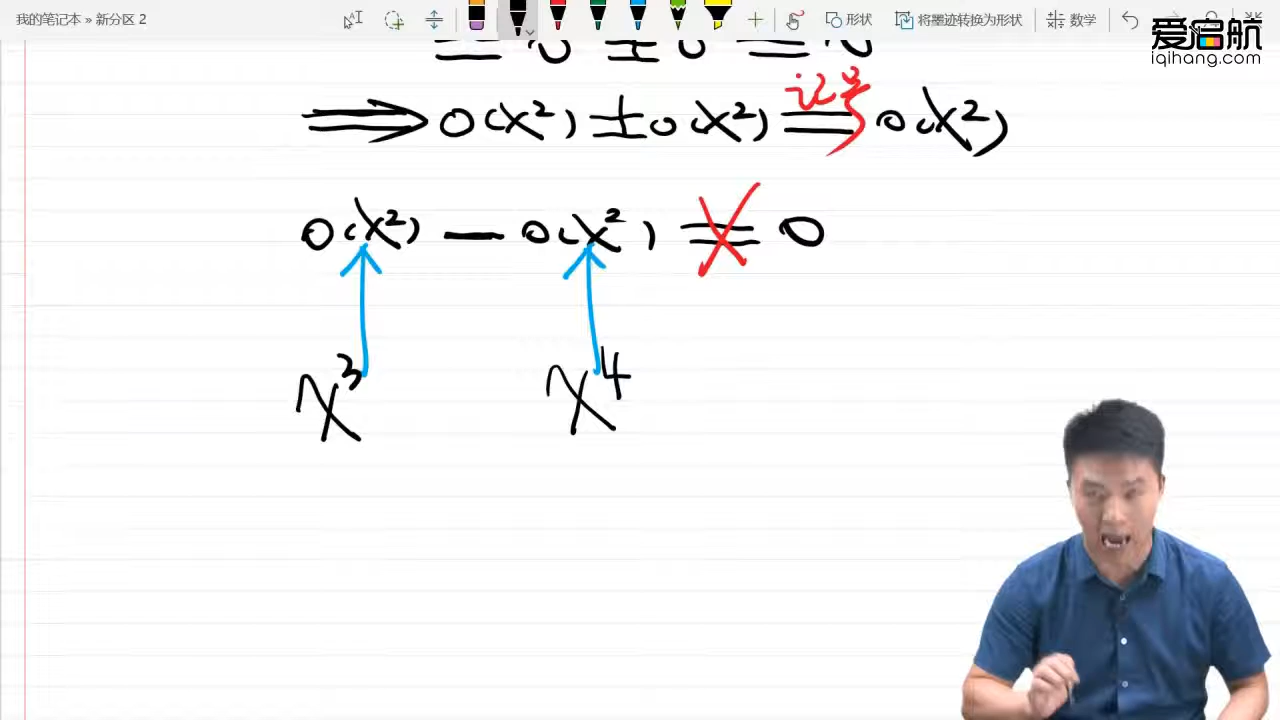 我的笔记本 » 新分区 2
形状 将墨迹转换为形状 数学
爱启航
iqihang.com
记号
⟹ o(x²) ± o(x²) = o(x²)
o(x²) — o(x²) = 0
x³ x⁴